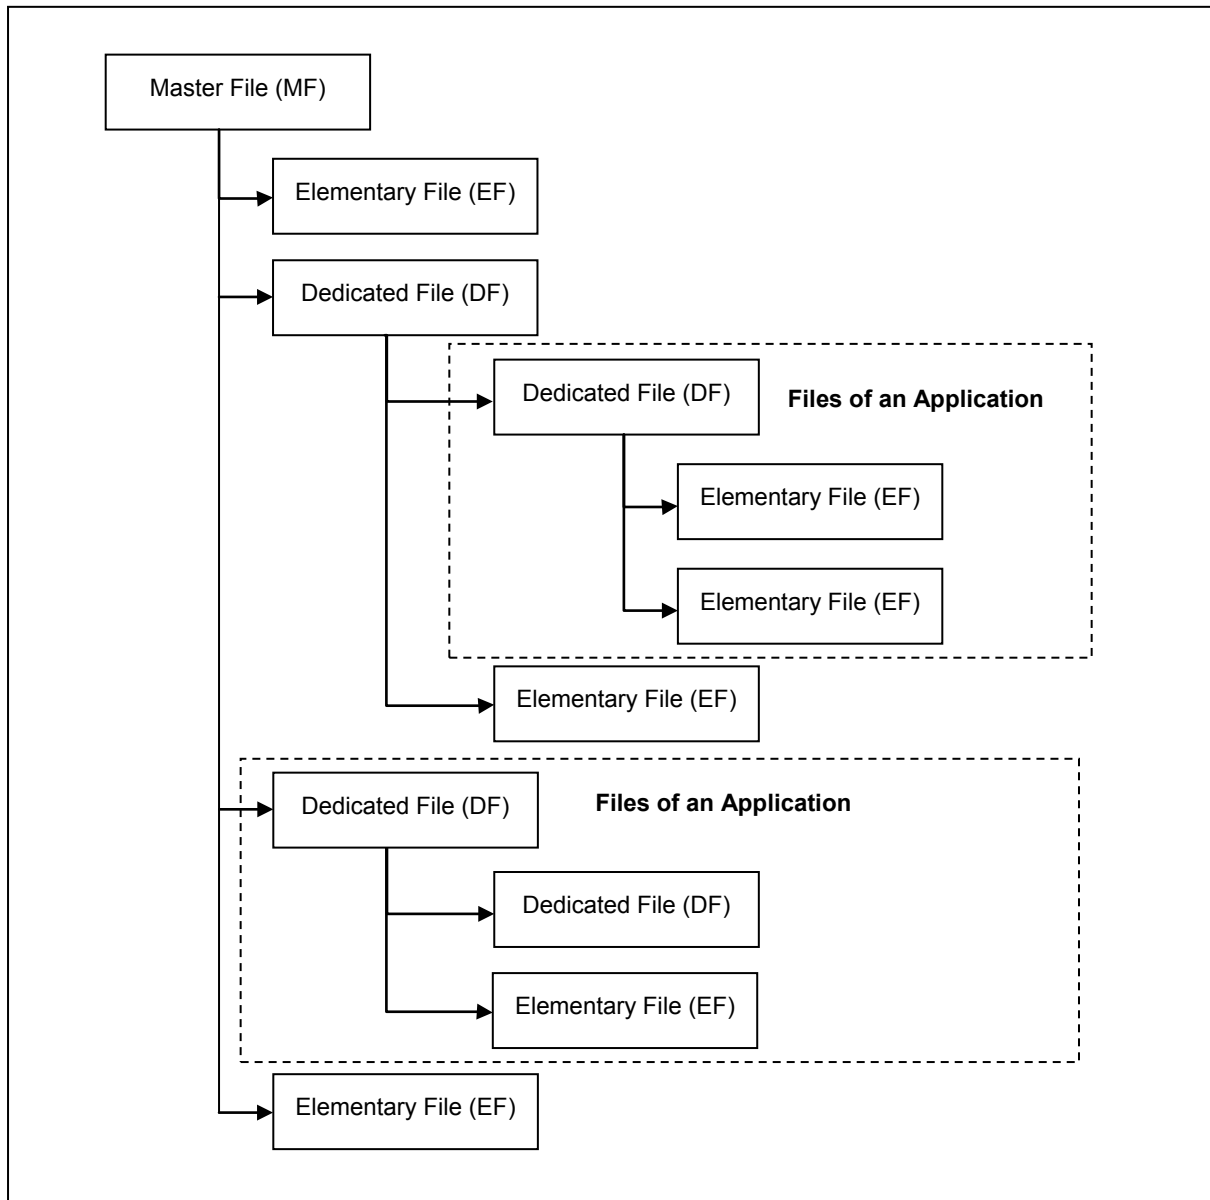 Master File (MF)
Elementary File (EF)
Dedicated File (DF)
Dedicated File (DF)
Files of an Application
Elementary File (EF)
Elementary File (EF)
Elementary File (EF)
Dedicated File (DF)
Files of an Application
Dedicated File (DF)
Elementary File (EF)
Elementary File (EF)